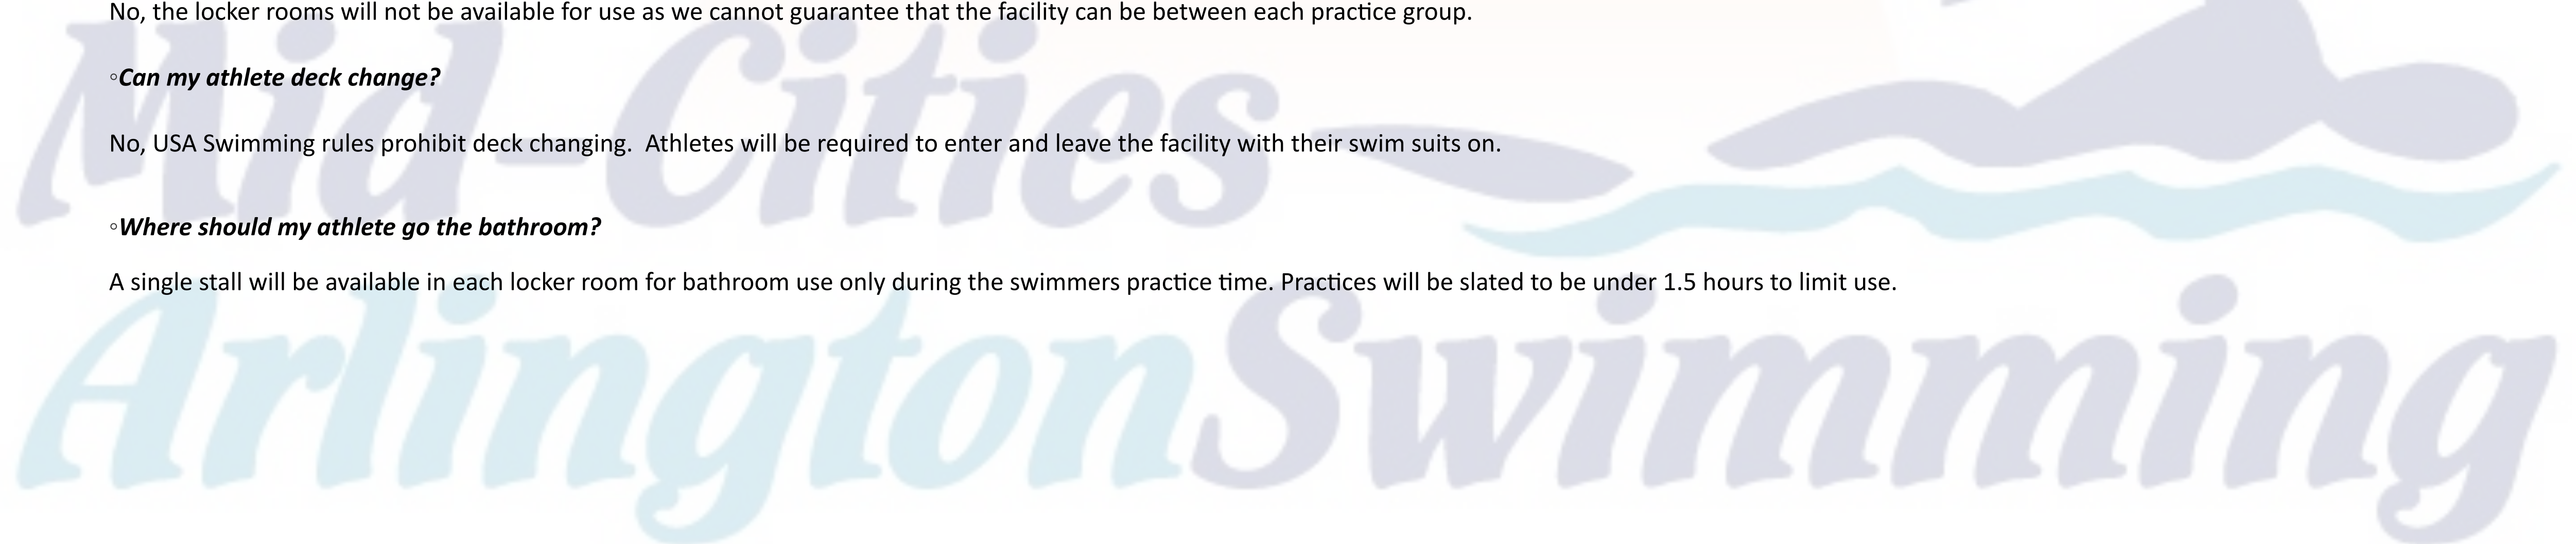 No, the locker rooms will not be available for use as we cannot guarantee that the facility can be between each practice group.
◦Can my athlete deck change?
No, USA Swimming rules prohibit deck changing.  Athletes will be required to enter and leave the facility with their swim suits on.
◦Where should my athlete go the bathroom?
A single stall will be available in each locker room for bathroom use only during the swimmers practice time. Practices will be slated to be under 1.5 hours to limit use.
Mid-Cities
ArlingtonSwimming